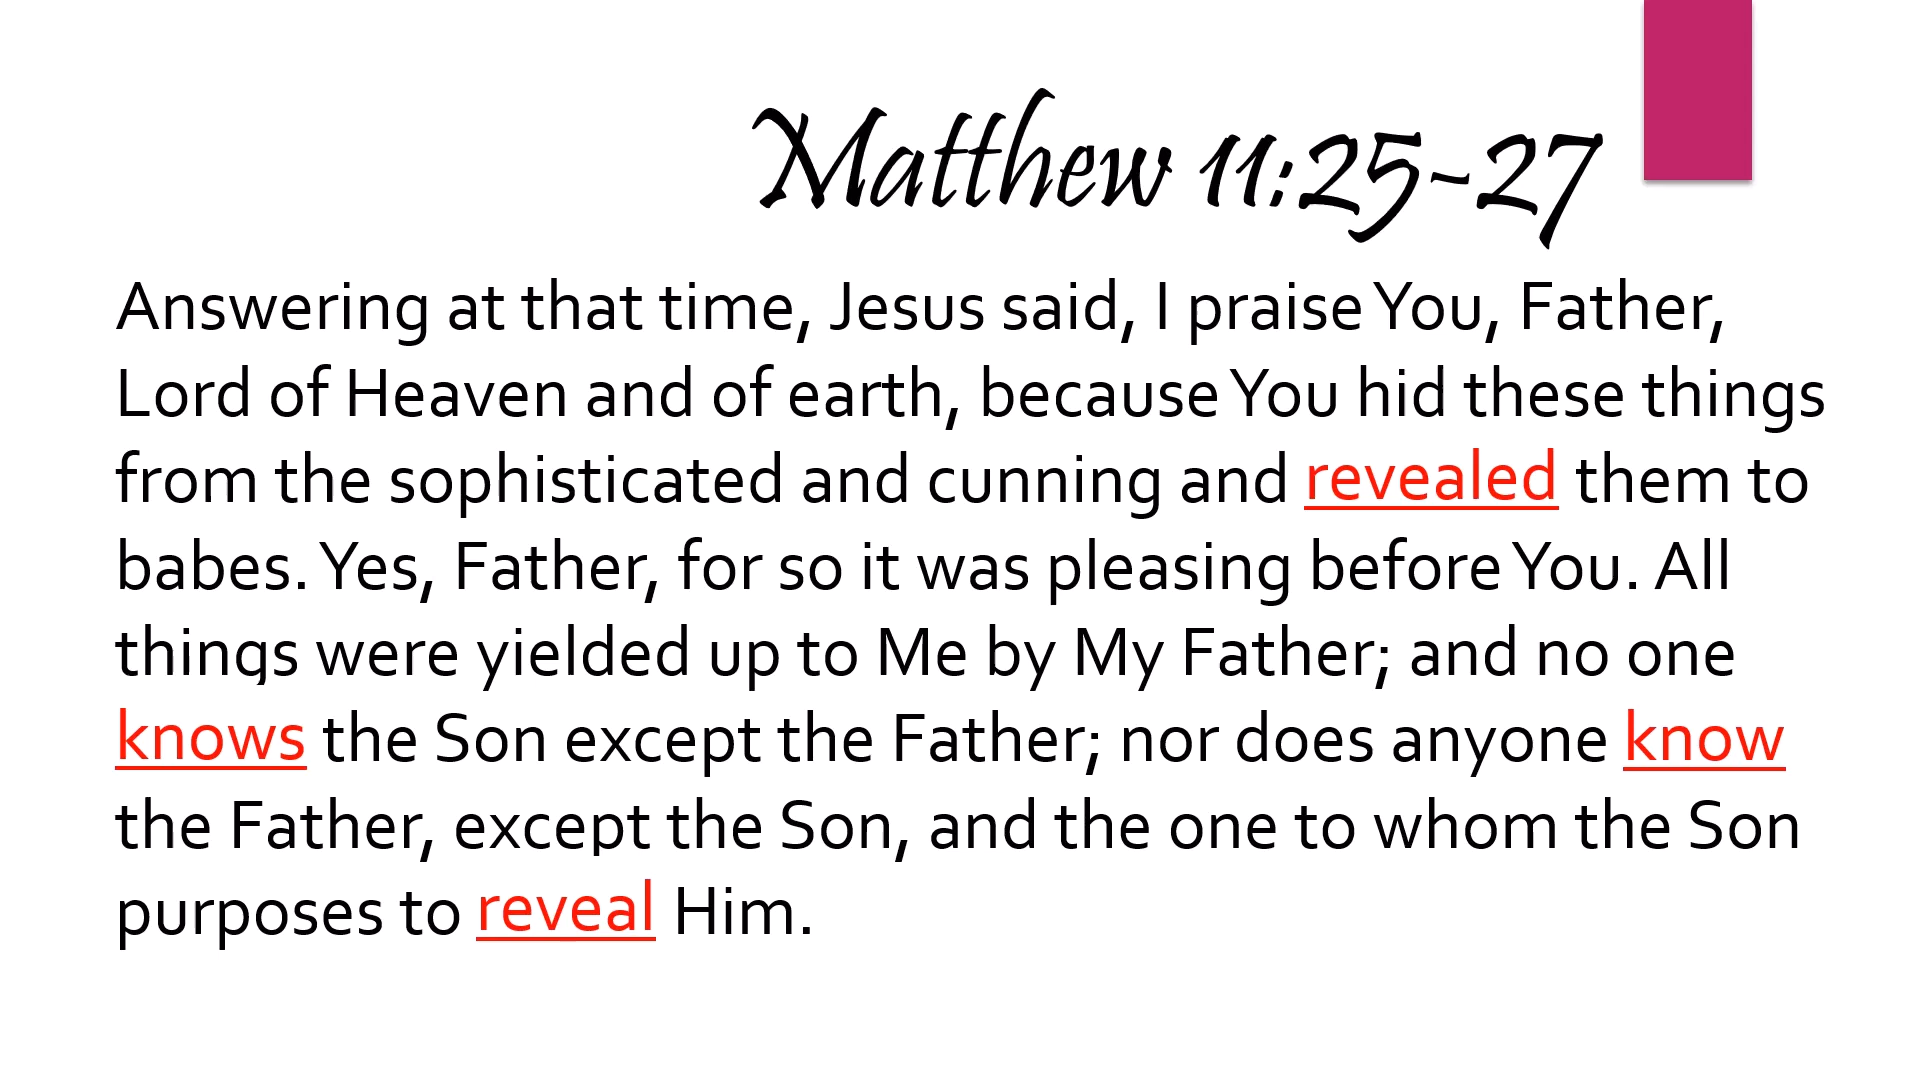 Matthew 11:25-27
Answering at that time, Jesus said, I praise You, Father,
Lord of Heaven and of earth, because You hid these things
from the sophisticated and cunning and revealed them to
babes. Yes, Father, for so it was pleasing before You. All
things were yielded up to Me by My Father; and no one
knows the Son except the Father; nor does anyone know
the Father, except the Son, and the one to whom the Son
purposes to reveal Him.